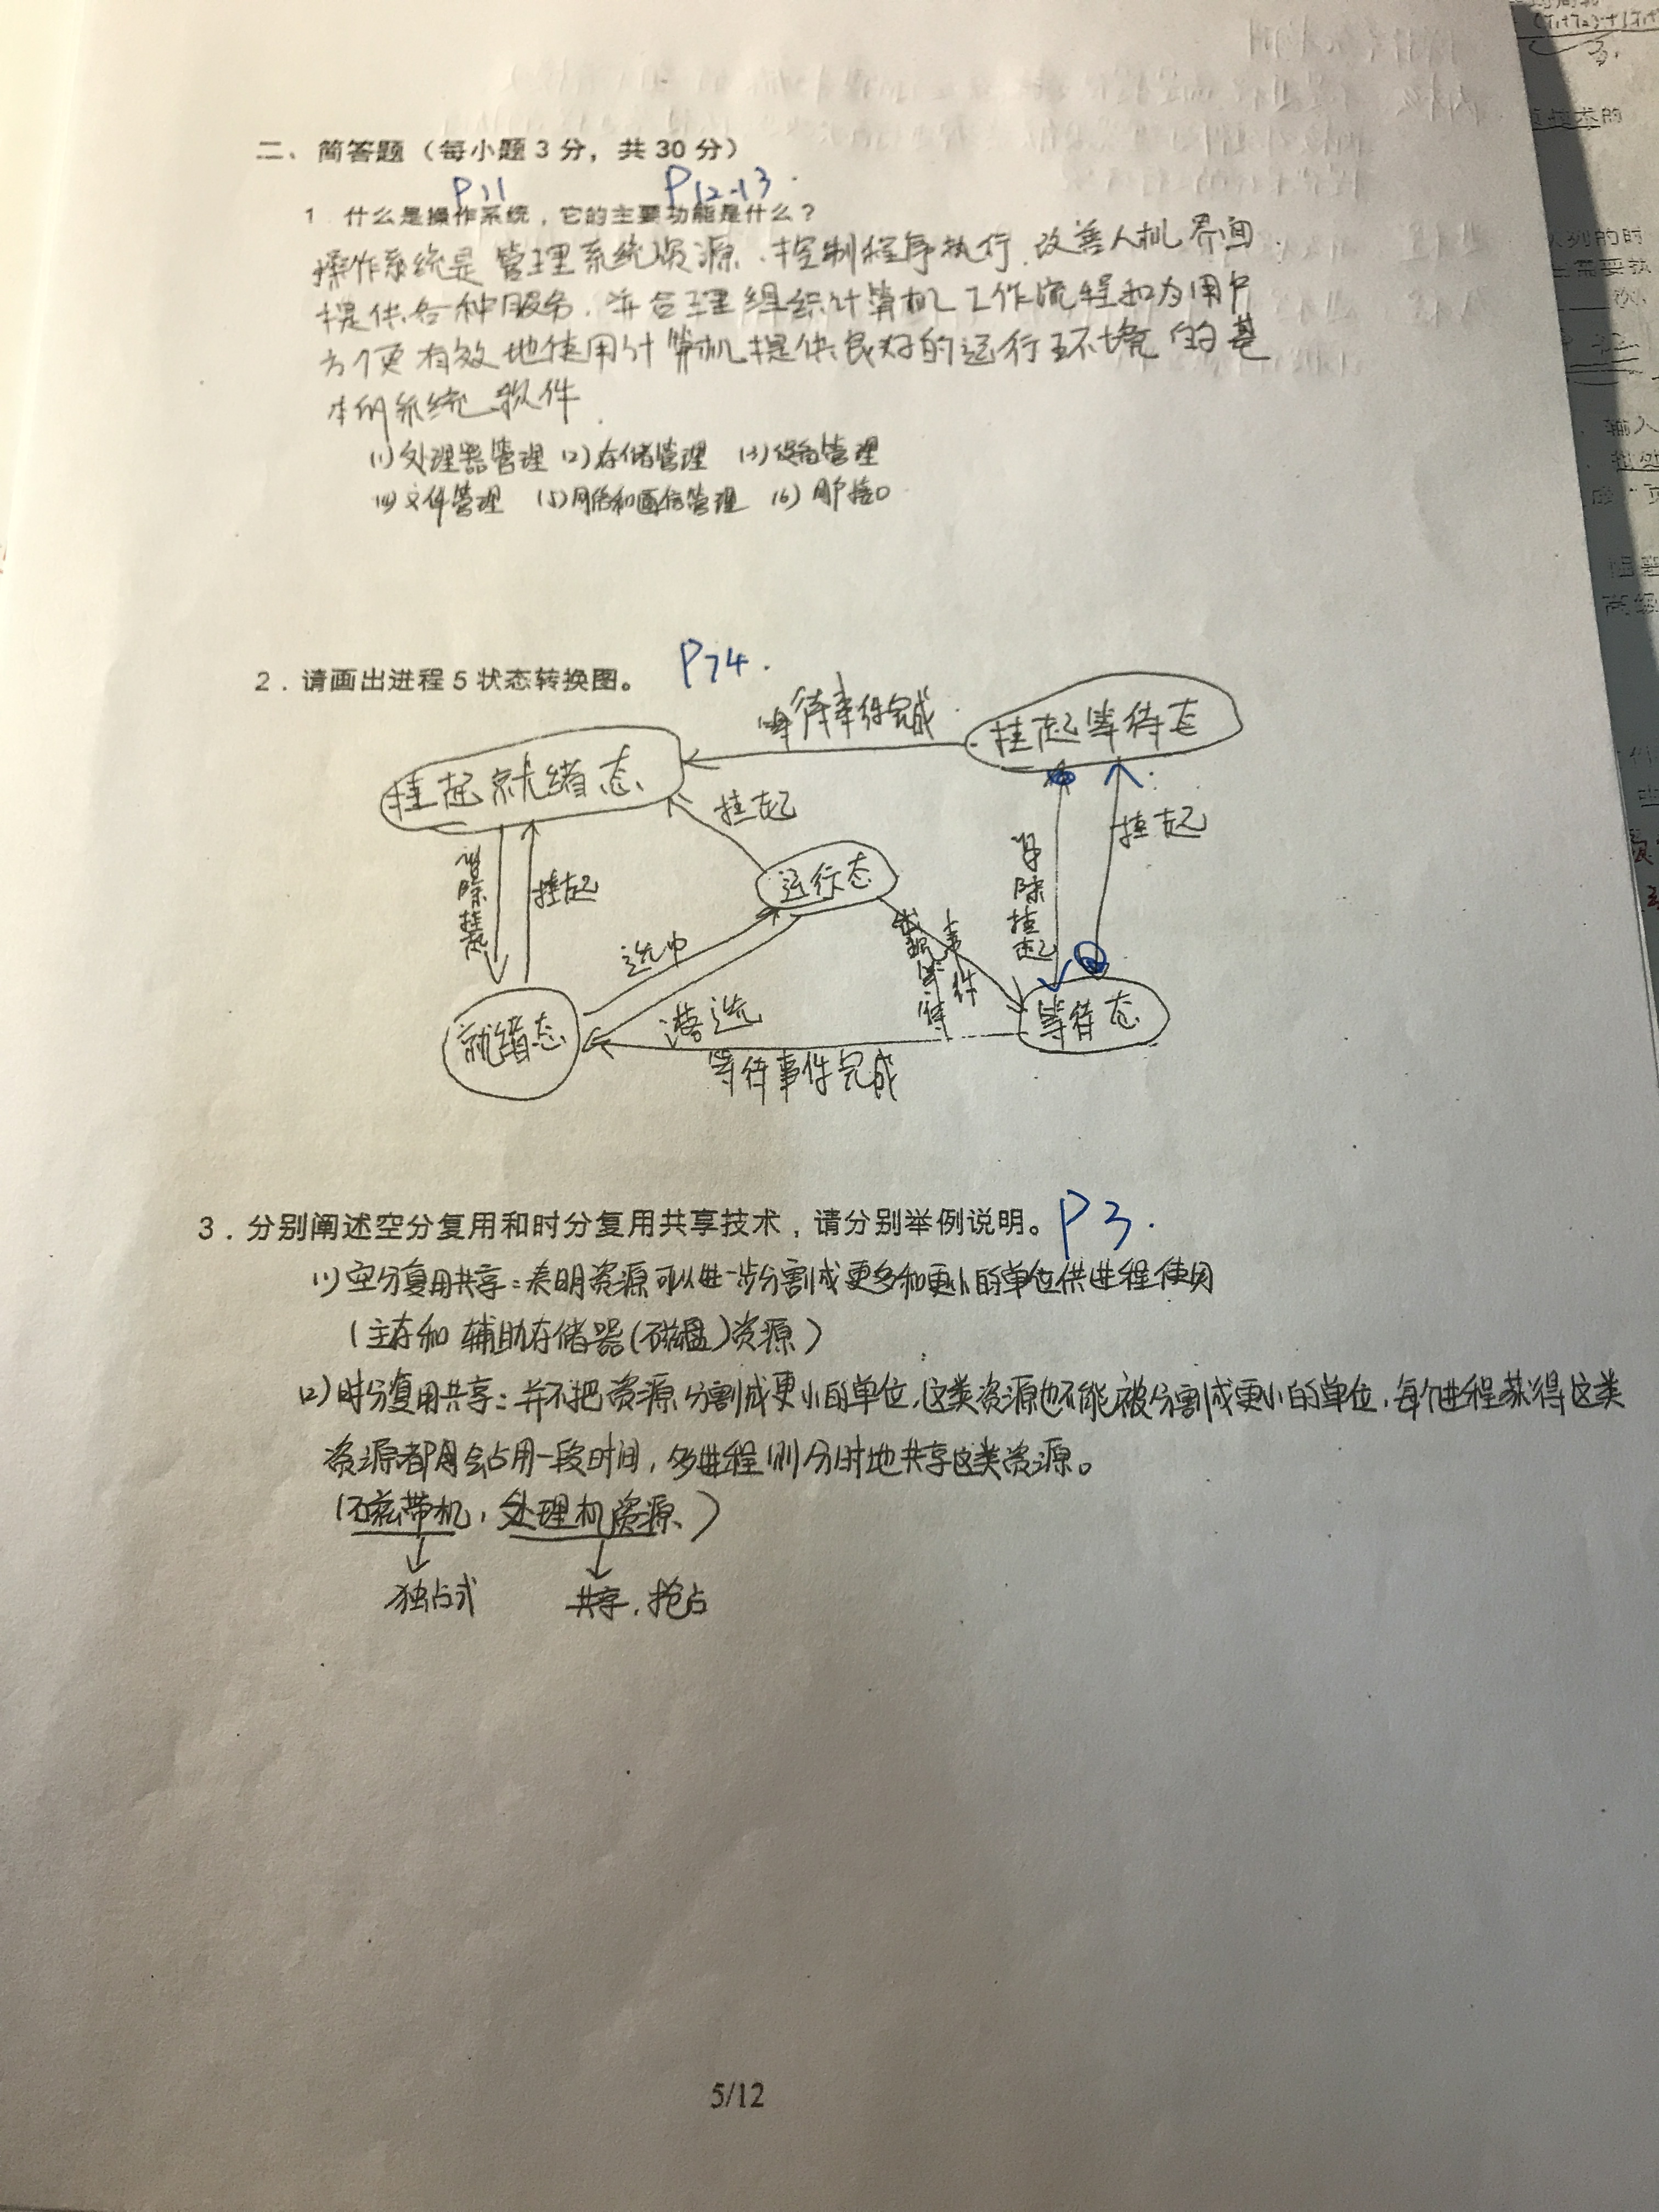 二、简答题（每小题 3 分，共 30 分）
P11 P12-13.
1 什么是操作系统，它的主要功能是什么？
操作系统是管理系统资源、控制程序执行、改善人机界面、
提供各种服务，并合理组织计算机工作流程和为用户
方便有效地使用计算机提供良好的运行环境的基
本的系统软件.
(1)处理器管理 (2)存储管理 (3)设备管理
(4)文件管理 (5)网络和通信管理 (6)用户接口
2．请画出进程 5 状态转换图。 P74.
等待事件完成
挂起等待态
挂起就绪态
挂起
解除挂起
挂起
运行态
解除挂起
挂起
选中
出现等待事件
落选
就绪态
等待态
等待事件完成
3．分别阐述空分复用和时分复用共享技术，请分别举例说明。 P3.
(1)空分复用共享：表明资源可以进一步分割成更多和更小的单位供进程使用
(主存和 辅助存储器(磁盘)资源)
(2)时分复用共享：并不把资源分割成更小的单位，这类资源也不能被分割成更小的单位，每个进程获得这类
资源都会占用一段时间，多进程则分时地共享这类资源。
(磁带机，处理机资源)
独占式 共享，抢占
5/12